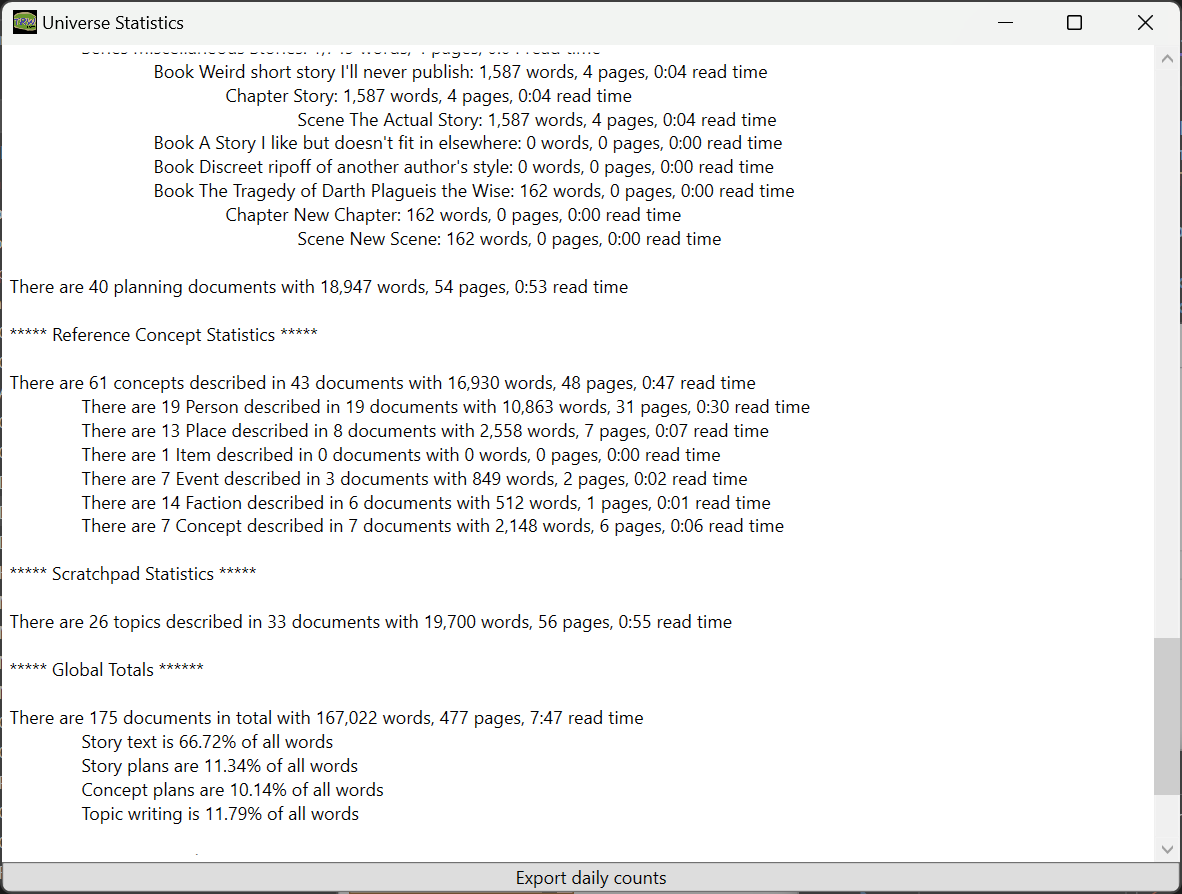 Universe Statistics
Series Miscellaneous Stories: 1,749 words, 4 pages, 0:04 read time
Book Weird short story I'll never publish: 1,587 words, 4 pages, 0:04 read time
Chapter Story: 1,587 words, 4 pages, 0:04 read time
Scene The Actual Story: 1,587 words, 4 pages, 0:04 read time
Book A Story I like but doesn't fit in elsewhere: 0 words, 0 pages, 0:00 read time
Book Discreet ripoff of another author's style: 0 words, 0 pages, 0:00 read time
Book The Tragedy of Darth Plagueis the Wise: 162 words, 0 pages, 0:00 read time
Chapter New Chapter: 162 words, 0 pages, 0:00 read time
Scene New Scene: 162 words, 0 pages, 0:00 read time
There are 40 planning documents with 18,947 words, 54 pages, 0:53 read time
***** Reference Concept Statistics *****
There are 61 concepts described in 43 documents with 16,930 words, 48 pages, 0:47 read time
There are 19 Person described in 19 documents with 10,863 words, 31 pages, 0:30 read time
There are 13 Place described in 8 documents with 2,558 words, 7 pages, 0:07 read time
There are 1 Item described in 0 documents with 0 words, 0 pages, 0:00 read time
There are 7 Event described in 3 documents with 849 words, 2 pages, 0:02 read time
There are 14 Faction described in 6 documents with 512 words, 1 pages, 0:01 read time
There are 7 Concept described in 7 documents with 2,148 words, 6 pages, 0:06 read time
***** Scratchpad Statistics *****
There are 26 topics described in 33 documents with 19,700 words, 56 pages, 0:55 read time
***** Global Totals ******
There are 175 documents in total with 167,022 words, 477 pages, 7:47 read time
Story text is 66.72% of all words
Story plans are 11.34% of all words
Concept plans are 10.14% of all words
Topic writing is 11.79% of all words
Export daily counts